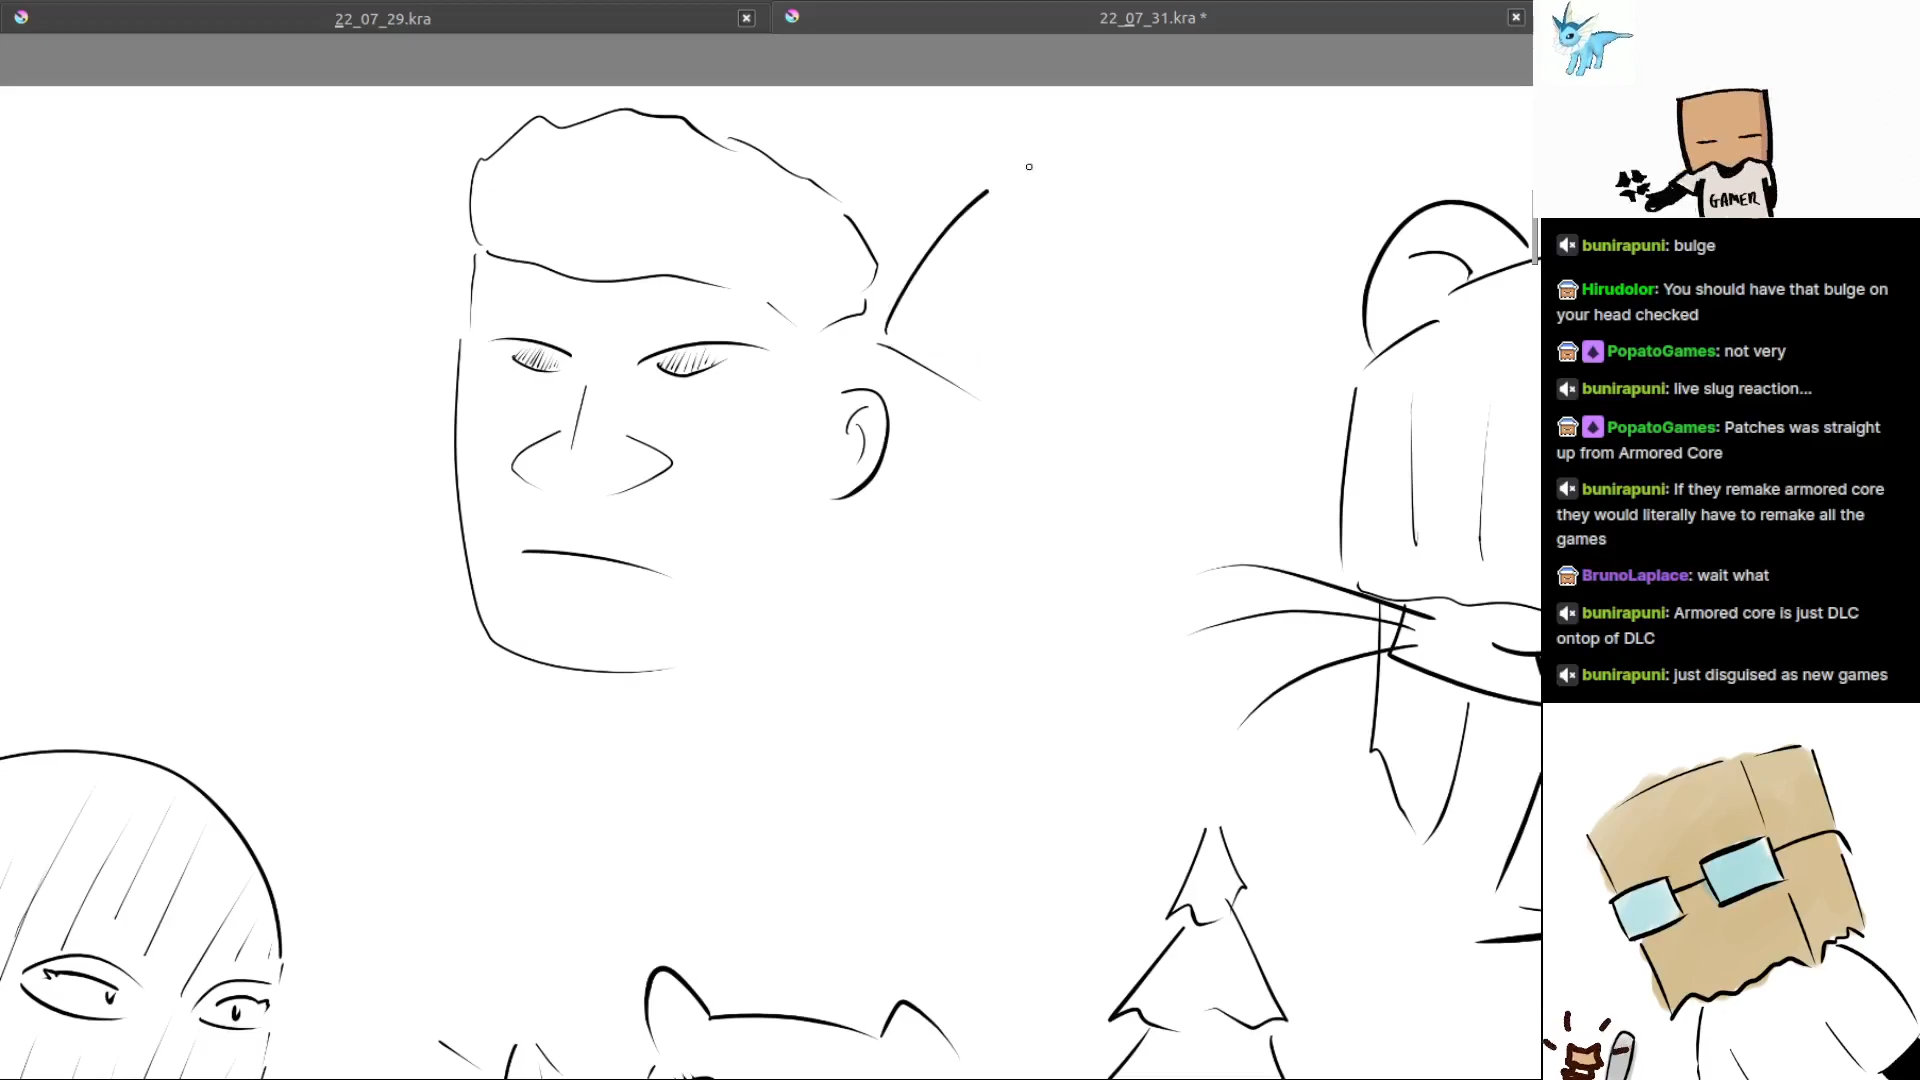 22_07_29.kra
22_07_31.kra *
GAMER
bunirapuni: bulge
Hirudolor: You should have that bulge on
your head checked
PopatoGames: not very
bunirapuni: live slug reaction...
PopatoGames: Patches was straight
up from Armored Core
bunirapuni: If they remake armored core
they would literally have to remake all the
games
BrunoLaplace: wait what
bunirapuni: Armored core is just DLC
ontop of DLC
bunirapuni: just disguised as new games